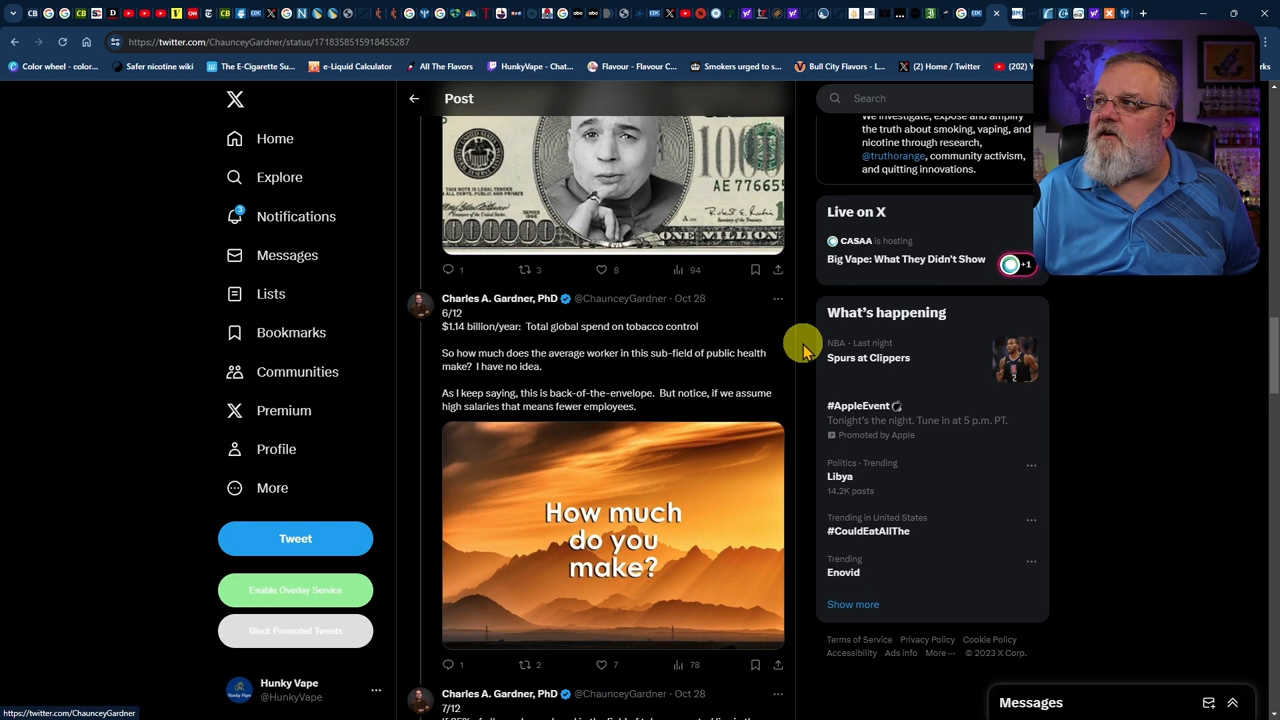 https://twitter.com/ChaunceyGardner/status/1718358515918455287
Color wheel - color...
Safer nicotine wiki
The E-Cigarette Su...
e-Liquid Calculator
All The Flavors
HunkyVape - Chat...
Flavour - Flavour C...
Smokers urged to s...
Bull City Flavors - L...
(2) Home / Twitter
Home
Explore
3
Notifications
Messages
Lists
Bookmarks
Communities
Premium
Profile
More
Tweet
Enable Overlay Service
Block Promoted Tweets
Hunky Vape
@HunkyVape
Post
ONE MILLION
1 3 8 94
Charles A. Gardner, PhD @ChaunceyGardner · Oct 28
6/12
$1.14 billion/year: Total global spend on tobacco control
So how much does the average worker in this sub-field of public health
make? I have no idea.
As I keep saying, this is back-of-the-envelope. But notice, if we assume
high salaries that means fewer employees.
How much
do you
make?
1 2 7 78
Charles A. Gardner, PhD @ChaunceyGardner · Oct 28
7/12
Search
We investigate, expose and amplify
the truth about smoking, vaping, and
nicotine through research,
@truthorange, community activism,
and quitting innovations.
Live on X
CASAA is hosting
Big Vape: What They Didn't Show
+1
What's happening
NBA · Last night
Spurs at Clippers
#AppleEvent
Tonight's the night. Tune in at 5 p.m. PT.
Promoted by Apple
Politics · Trending
Libya
14.2K posts
Trending in United States
#CouldEatAllThe
Trending
Enovid
Show more
Terms of Service Privacy Policy Cookie Policy
Accessibility Ads info More ··· © 2023 X Corp.
Messages
https://twitter.com/ChaunceyGardner